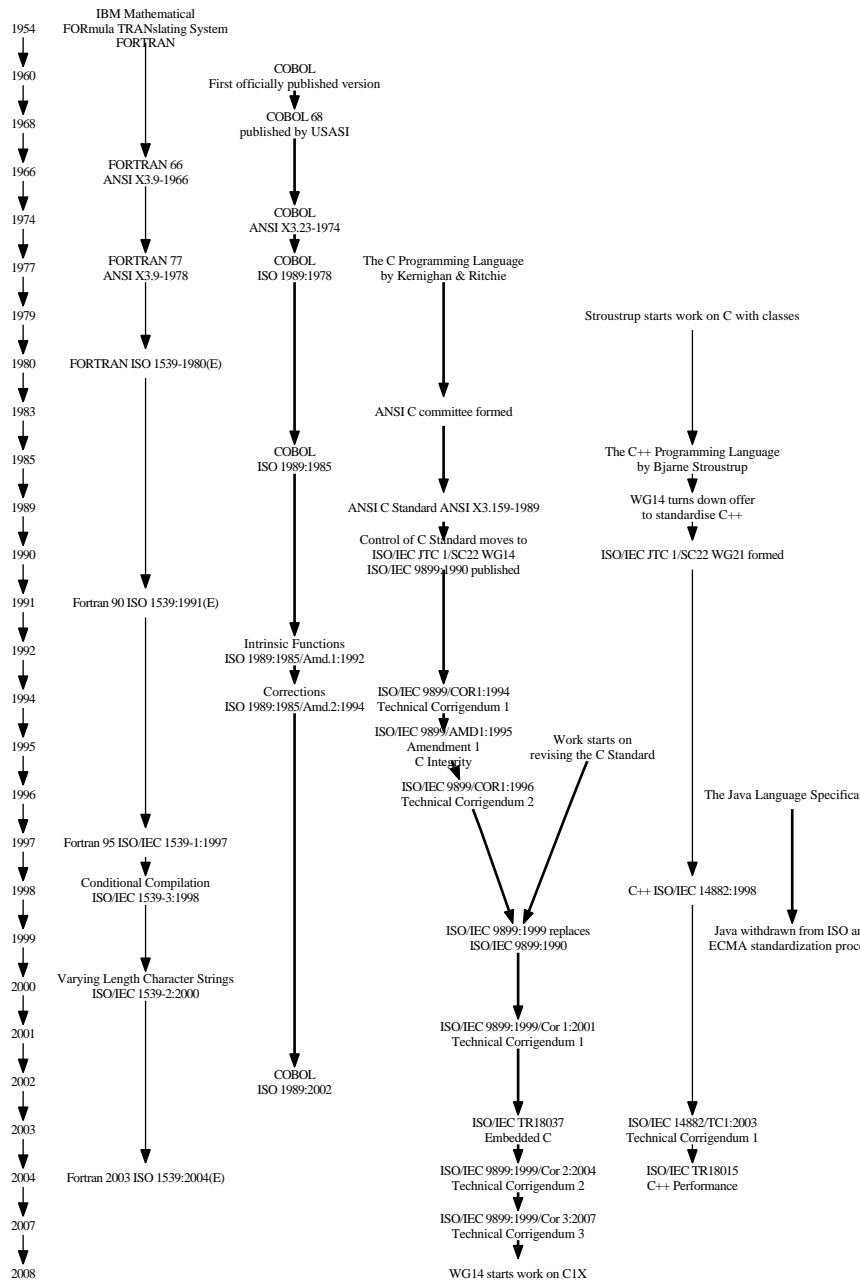 IBM Mathematical
FORmula TRANslating System
FORTRAN
1954
1960
COBOL
First officially published version
1968
COBOL 68
published by USASI
1966
FORTRAN 66
ANSI X3.9-1966
1974
COBOL
ANSI X3.23-1974
1977
FORTRAN 77
ANSI X3.9-1978
COBOL
ISO 1989:1978
The C Programming Language
by Kernighan & Ritchie
1979
Stroustrup starts work on C with classes
1980
FORTRAN ISO 1539-1980(E)
1983
ANSI C committee formed
1985
COBOL
ISO 1989:1985
The C++ Programming Language
by Bjarne Stroustrup
1989
ANSI C Standard ANSI X3.159-1989
WG14 turns down offer
to standardise C++
1990
Control of C Standard moves to
ISO/IEC JTC 1/SC22 WG14
ISO/IEC 9899:1990 published
ISO/IEC JTC 1/SC22 WG21 formed
1991
Fortran 90 ISO 1539:1991(E)
1992
Intrinsic Functions
ISO 1989:1985/Amd.1:1992
1994
Corrections
ISO 1989:1985/Amd.2:1994
ISO/IEC 9899/COR1:1994
Technical Corrigendum 1
1995
ISO/IEC 9899/AMD1:1995
Amendment 1
C Integrity
Work starts on
revising the C Standard
1996
ISO/IEC 9899/COR1:1996
Technical Corrigendum 2
The Java Language Specifica
1997
Fortran 95 ISO/IEC 1539-1:1997
1998
Conditional Compilation
ISO/IEC 1539-3:1998
C++ ISO/IEC 14882:1998
1999
ISO/IEC 9899:1999 replaces
ISO/IEC 9899:1990
Java withdrawn from ISO an
ECMA standardization proce
2000
Varying Length Character Strings
ISO/IEC 1539-2:2000
2001
ISO/IEC 9899:1999/Cor 1:2001
Technical Corrigendum 1
2002
COBOL
ISO 1989:2002
2003
ISO/IEC TR18037
Embedded C
ISO/IEC 14882/TC1:2003
Technical Corrigendum 1
2004
Fortran 2003 ISO 1539:2004(E)
ISO/IEC 9899:1999/Cor 2:2004
Technical Corrigendum 2
ISO/IEC TR18015
C++ Performance
2007
ISO/IEC 9899:1999/Cor 3:2007
Technical Corrigendum 3
2008
WG14 starts work on C1X